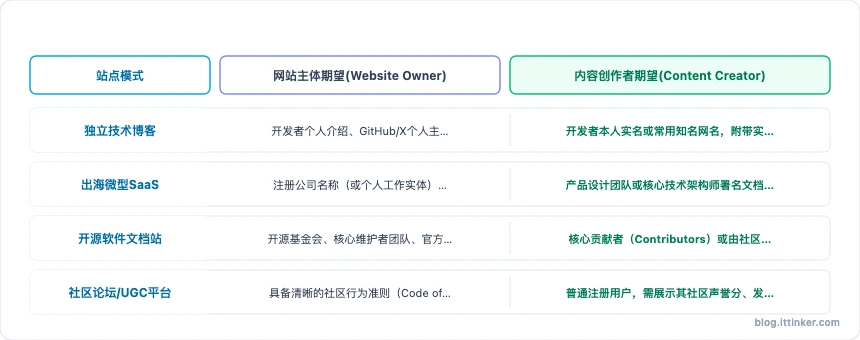 站点模式
网站主体期望(Website Owner)
内容创作者期望(Content Creator)
独立技术博客
开发者个人介绍、GitHub/X个人主...
开发者本人实名或常用知名网名，附带实...
出海微型SaaS
注册公司名称（或个人工作实体）...
产品设计团队或核心技术架构师署名文档...
开源软件文档站
开源基金会、核心维护者团队、官方...
核心贡献者（Contributors）或由社区...
社区论坛/UGC平台
具备清晰的社区行为准则（Code of...
普通注册用户，需展示其社区声誉分、发...
blog.ittinker.com